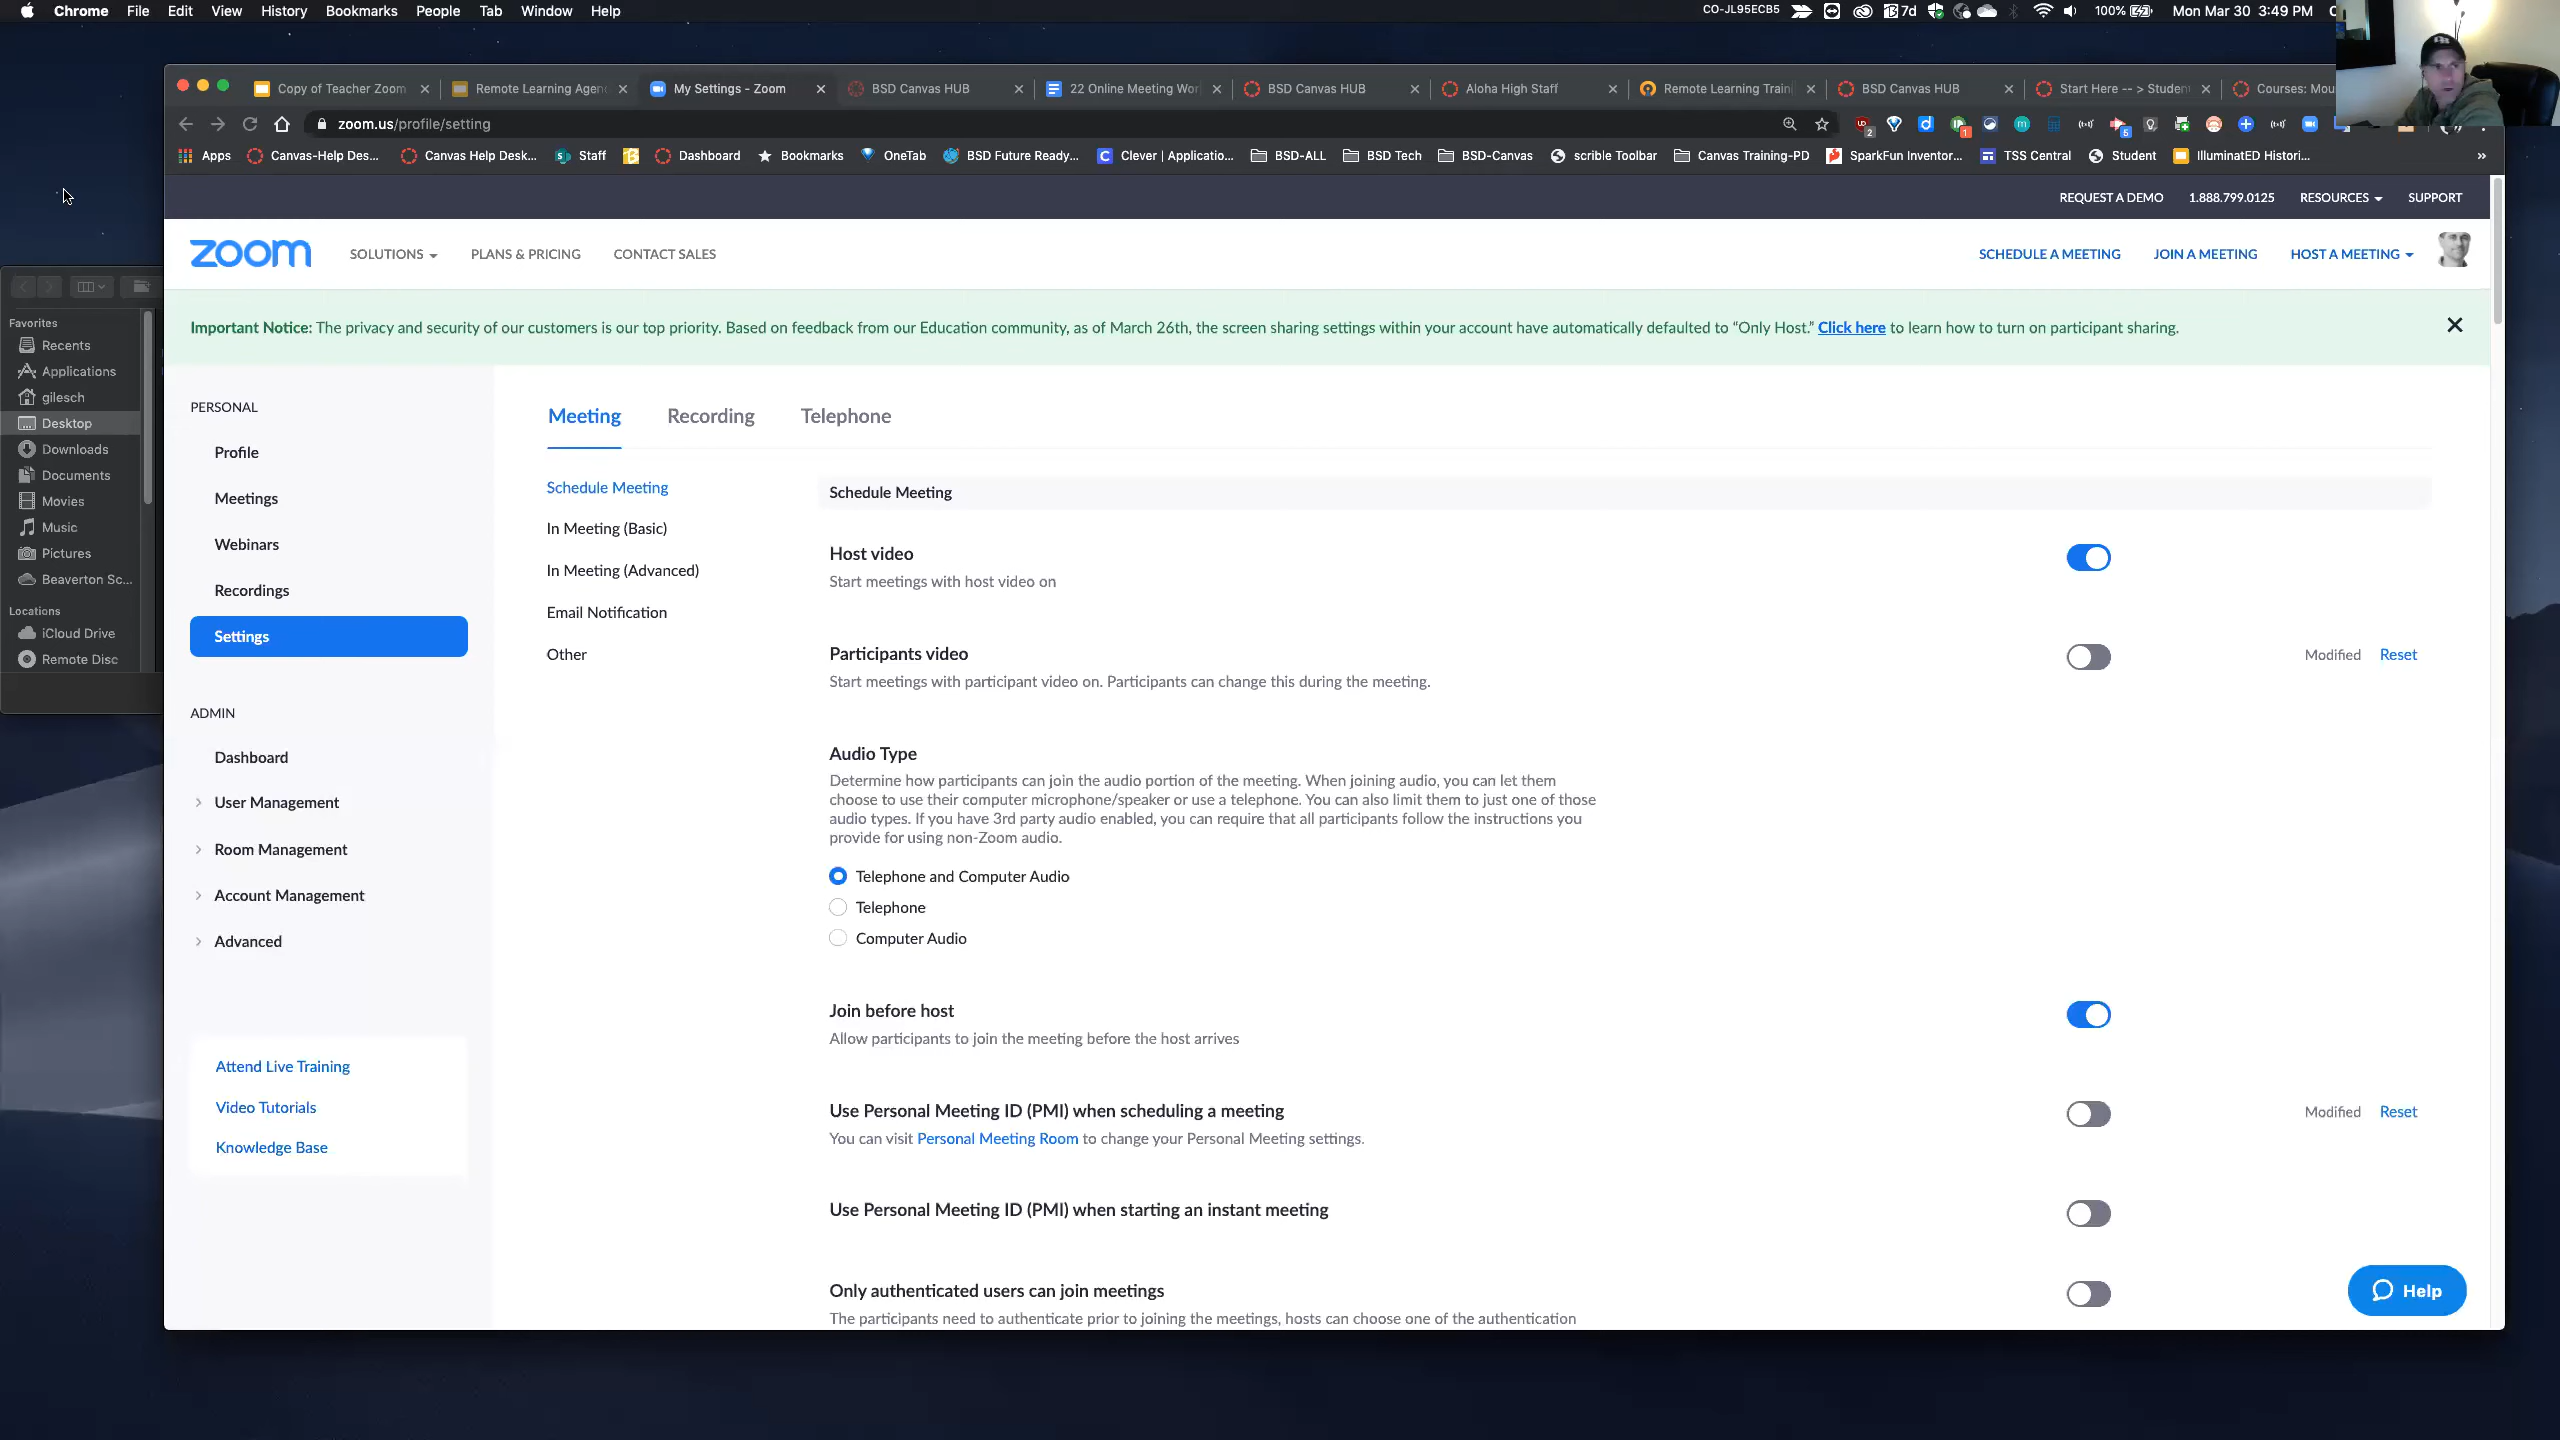 Chrome File Edit View History Bookmarks People Tab Window Help
CO-JL95ECB5 7d 100% Mon Mar 30 3:49 PM
Copy of Teacher Zoom
Remote Learning Agen
My Settings - Zoom
BSD Canvas HUB
22 Online Meeting Wor
BSD Canvas HUB
Aloha High Staff
Remote Learning Traini
BSD Canvas HUB
Start Here -- > Student
Courses: Mou
zoom.us/profile/setting
Apps Canvas-Help Des... Canvas Help Desk... Staff Dashboard Bookmarks OneTab BSD Future Ready... Clever | Applicatio... BSD-ALL BSD Tech BSD-Canvas scrible Toolbar Canvas Training-PD SparkFun Inventor... TSS Central Student IlluminatED Histori... »
REQUEST A DEMO 1.888.799.0125 RESOURCES SUPPORT
zoom SOLUTIONS PLANS & PRICING CONTACT SALES SCHEDULE A MEETING JOIN A MEETING HOST A MEETING
Important Notice: The privacy and security of our customers is our top priority. Based on feedback from our Education community, as of March 26th, the screen sharing settings within your account have automatically defaulted to “Only Host.” Click here to learn how to turn on participant sharing.
Favorites
Recents
Applications
gilesch
Desktop
Downloads
Documents
Movies
Music
Pictures
Beaverton Sc...
Locations
iCloud Drive
Remote Disc
PERSONAL
Profile
Meetings
Webinars
Recordings
Settings
ADMIN
Dashboard
User Management
Room Management
Account Management
Advanced
Attend Live Training
Video Tutorials
Knowledge Base
Meeting Recording Telephone
Schedule Meeting
In Meeting (Basic)
In Meeting (Advanced)
Email Notification
Other
Schedule Meeting
Host video
Start meetings with host video on
Participants video
Modified Reset
Start meetings with participant video on. Participants can change this during the meeting.
Audio Type
Determine how participants can join the audio portion of the meeting. When joining audio, you can let them
choose to use their computer microphone/speaker or use a telephone. You can also limit them to just one of those
audio types. If you have 3rd party audio enabled, you can require that all participants follow the instructions you
provide for using non-Zoom audio.
Telephone and Computer Audio
Telephone
Computer Audio
Join before host
Allow participants to join the meeting before the host arrives
Use Personal Meeting ID (PMI) when scheduling a meeting
Modified Reset
You can visit Personal Meeting Room to change your Personal Meeting settings.
Use Personal Meeting ID (PMI) when starting an instant meeting
Only authenticated users can join meetings
The participants need to authenticate prior to joining the meetings, hosts can choose one of the authentication
Help